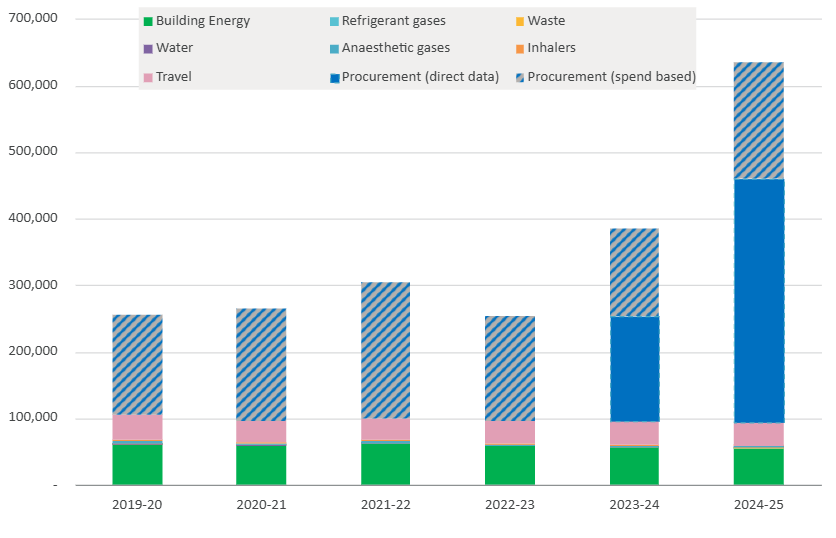 700,000
Building Energy
Refrigerant gases
Waste
Water
Anaesthetic gases
Inhalers
Travel
Procurement (direct data)
Procurement (spend based)
600,000
500,000
400,000
300,000
200,000
100,000
-
2019-20
2020-21
2021-22
2022-23
2023-24
2024-25